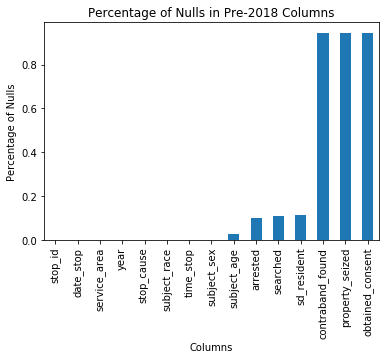 Percentage of Nulls in Pre-2018 Columns
Percentage of Nulls
0.8
0.6
0.4
0.2
0.0
stop_id
date_stop
service_area
year
stop_cause
subject_race
time_stop
subject_sex
subject_age
arrested
searched
sd_resident
contraband_found
property_seized
obtained_consent
Columns